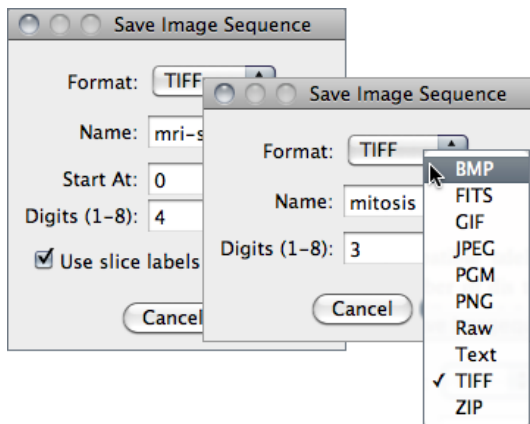 Save Image Sequence
Format: TIFF
Name: mri-s
Start At: 0
Digits (1-8): 4
Use slice labels
Cancel
Save Image Sequence
Format: TIFF
Name: mitosis
Digits (1-8): 3
Cancel
BMP
FITS
GIF
JPEG
PGM
PNG
Raw
Text
TIFF
ZIP